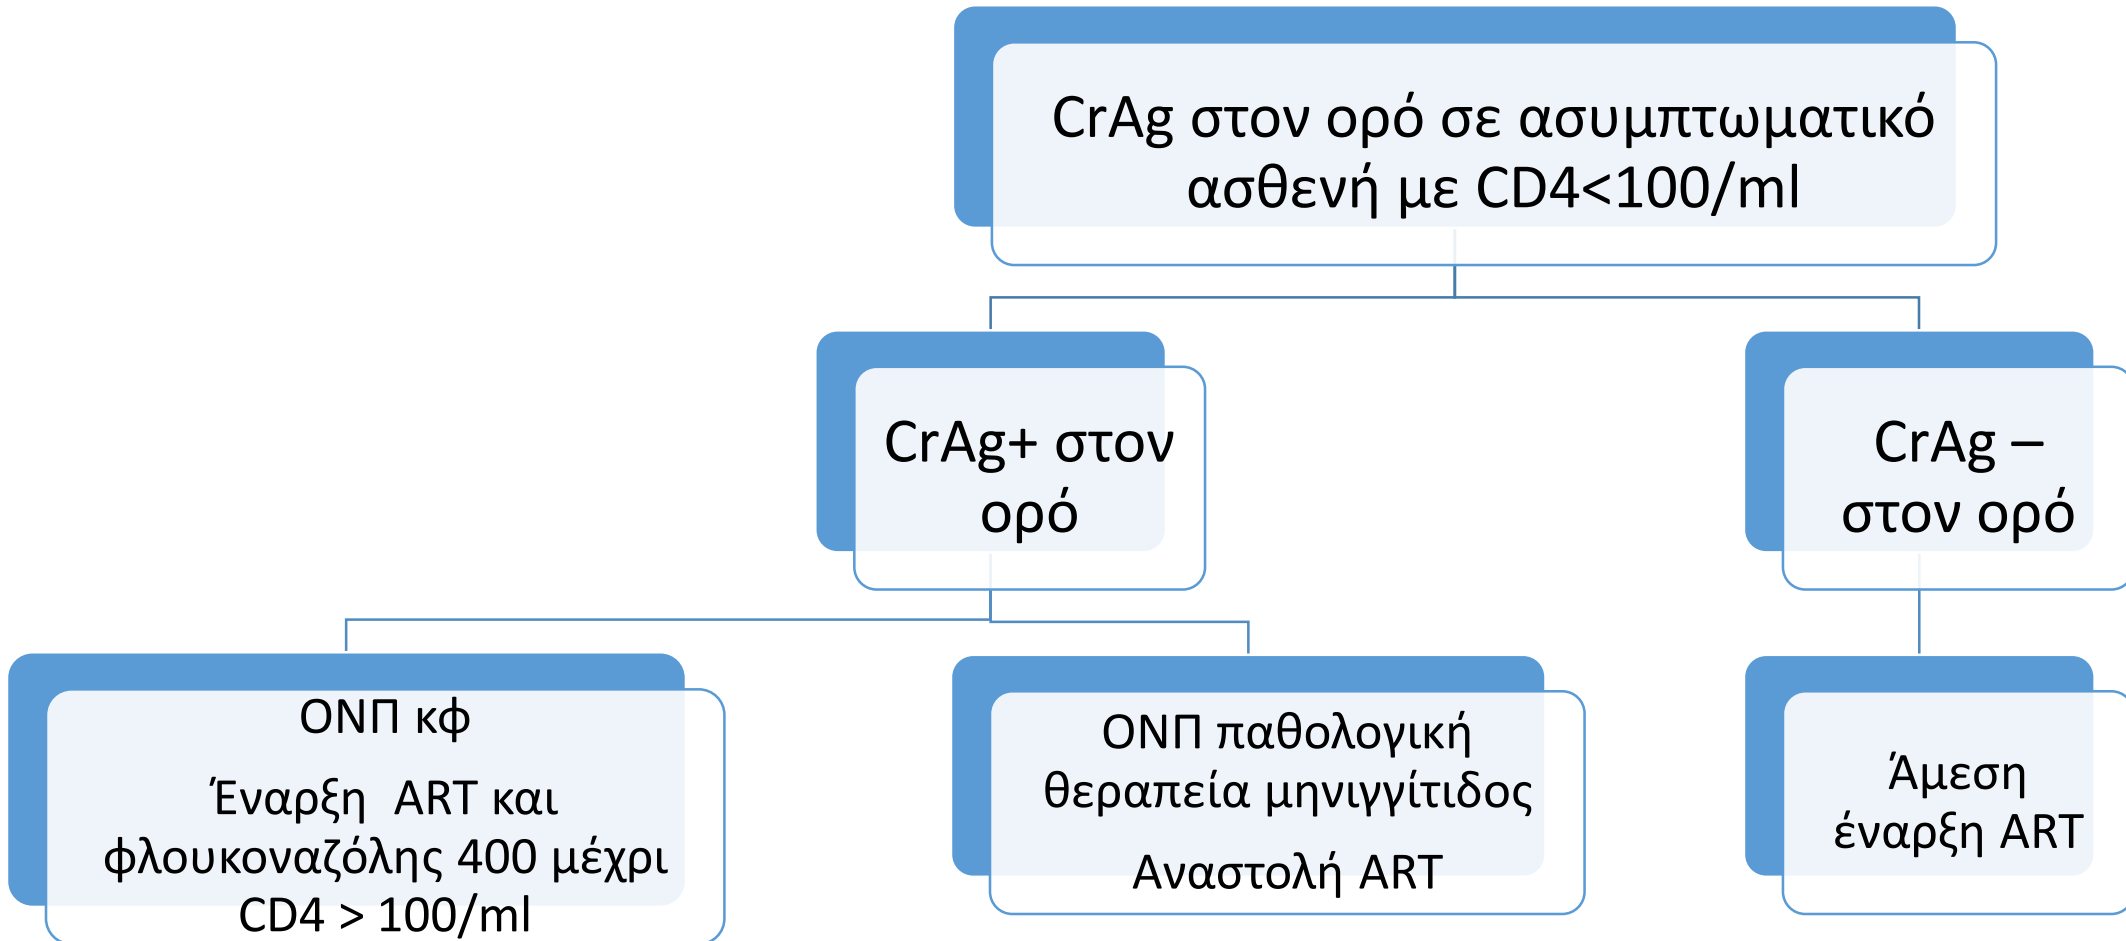 CrAg στον ορό σε ασυμπτωματικό
ασθενή με CD4<100/ml
CrAg+ στον
ορό
CrAg –
στον ορό
ΟΝΠ κφ
Έναρξη ART και
φλουκοναζόλης 400 μέχρι
CD4 > 100/ml
ΟΝΠ παθολογική
θεραπεία μηνιγγίτιδος
Αναστολή ART
Άμεση
έναρξη ART